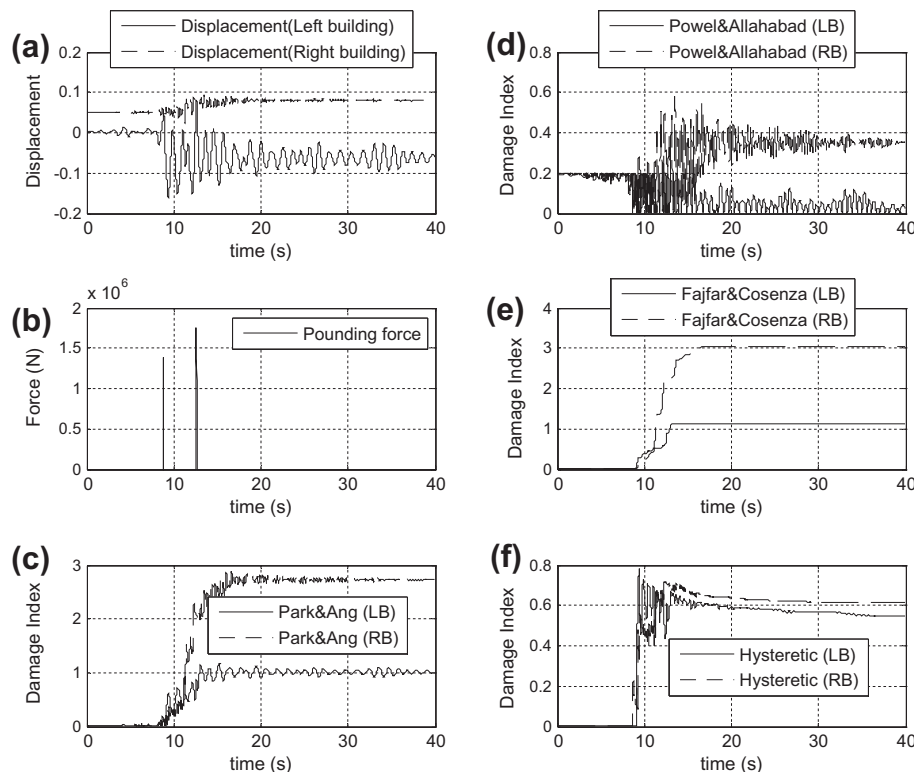 (a)
Displacement(Left building)
Displacement(Right building)
0.2
0.1
0
-0.1
-0.2
Displacement
0 10 20 30 40
time (s)
(b)
x 10^6
2
1.5
1
0.5
0
Force (N)
Pounding force
0 10 20 30 40
time (s)
(c)
3
2
1
0
Damage Index
Park&Ang (LB)
Park&Ang (RB)
0 10 20 30 40
time (s)
(d)
Powel&Allahabad (LB)
Powel&Allahabad (RB)
0.8
0.6
0.4
0.2
0
Damage Index
0 10 20 30 40
time (s)
(e)
Fajfar&Cosenza (LB)
Fajfar&Cosenza (RB)
4
3
2
1
0
Damage Index
0 10 20 30 40
time (s)
(f)
0.8
0.6
0.4
0.2
0
Damage Index
Hysteretic (LB)
Hysteretic (RB)
0 10 20 30 40
time (s)